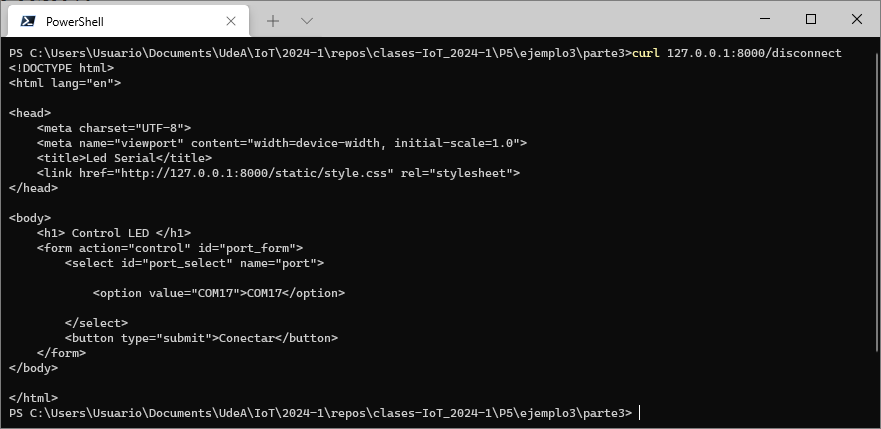 PowerShell
PS C:\Users\Usuario\Documents\UdeA\IoT\2024-1\repos\clases-IoT_2024-1\P5\ejemplo3\parte3>curl 127.0.0.1:8000/disconnect
<!DOCTYPE html>
<html lang="en">
<head>
    <meta charset="UTF-8">
    <meta name="viewport" content="width=device-width, initial-scale=1.0">
    <title>Led Serial</title>
    <link href="http://127.0.0.1:8000/static/style.css" rel="stylesheet">
</head>
<body>
    <h1> Control LED </h1>
    <form action="control" id="port_form">
        <select id="port_select" name="port">
            <option value="COM17">COM17</option>
        </select>
        <button type="submit">Conectar</button>
    </form>
</body>
</html>
PS C:\Users\Usuario\Documents\UdeA\IoT\2024-1\repos\clases-IoT_2024-1\P5\ejemplo3\parte3>